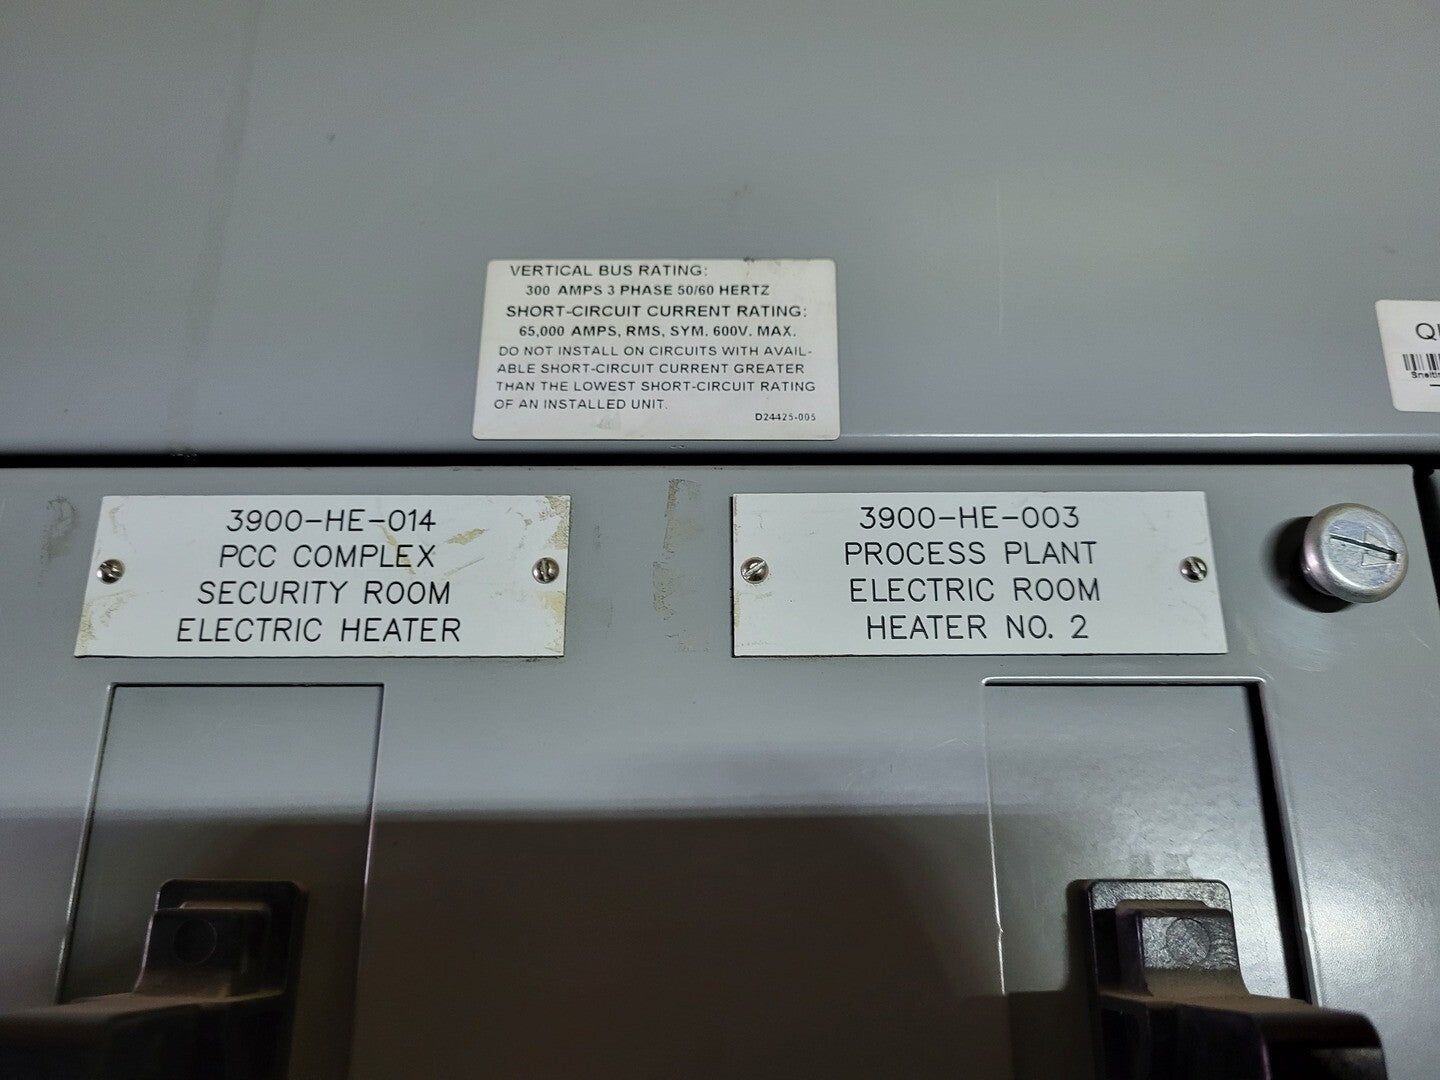 VERTICAL BUS RATING:
300 AMPS 3 PHASE 50/60 HERTZ
SHORT-CIRCUIT CURRENT RATING:
65,000 AMPS, RMS, SYM. 600V. MAX.
DO NOT INSTALL ON CIRCUITS WITH AVAIL-
ABLE SHORT-CIRCUIT CURRENT GREATER
THAN THE LOWEST SHORT-CIRCUIT RATING
OF AN INSTALLED UNIT.
D24425-005
3900-HE-014
PCC COMPLEX
SECURITY ROOM
ELECTRIC HEATER
3900-HE-003
PROCESS PLANT
ELECTRIC ROOM
HEATER NO. 2